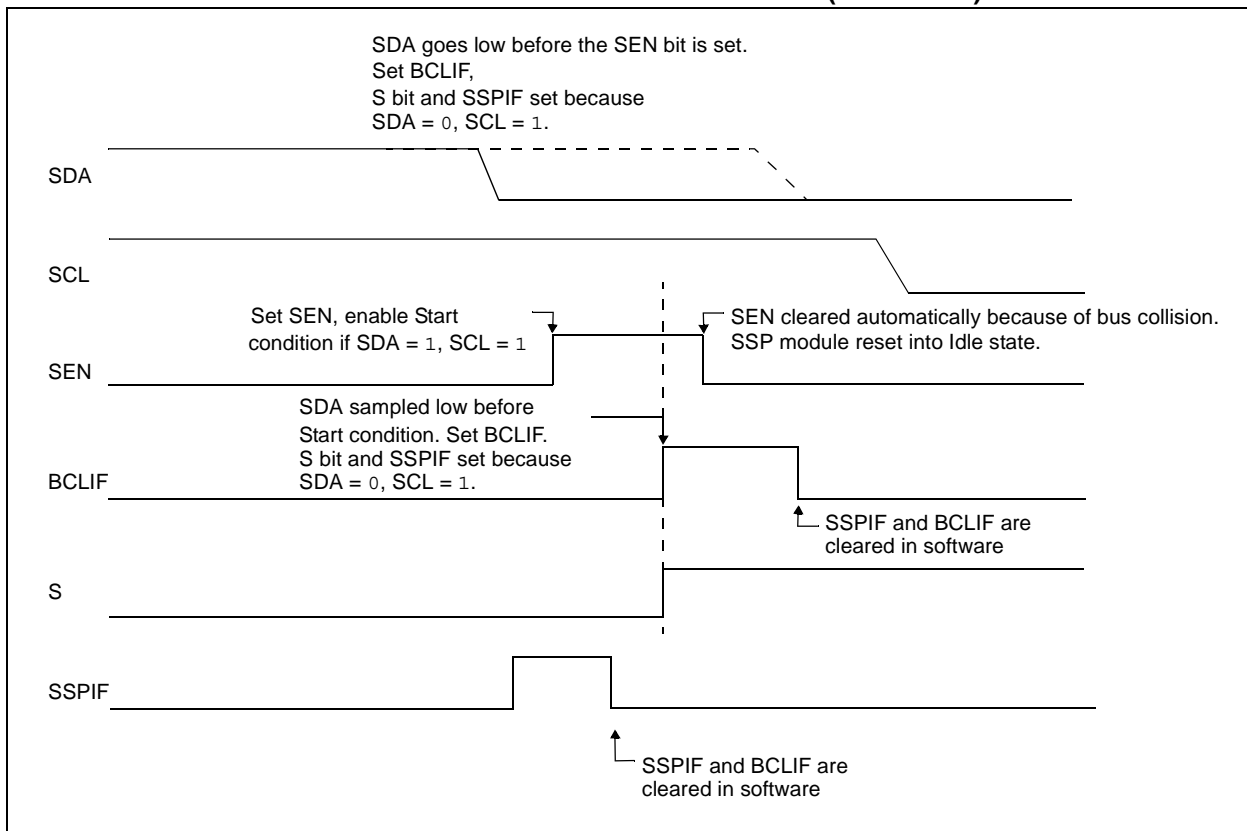 SDA goes low before the SEN bit is set.
Set BCLIF,
S bit and SSPIF set because
SDA = 0, SCL = 1.
SDA
SCL
Set SEN, enable Start
condition if SDA = 1, SCL = 1
SEN cleared automatically because of bus collision.
SSP module reset into Idle state.
SEN
SDA sampled low before
Start condition. Set BCLIF.
S bit and SSPIF set because
SDA = 0, SCL = 1.
BCLIF
SSPIF and BCLIF are
cleared in software
S
SSPIF
SSPIF and BCLIF are
cleared in software